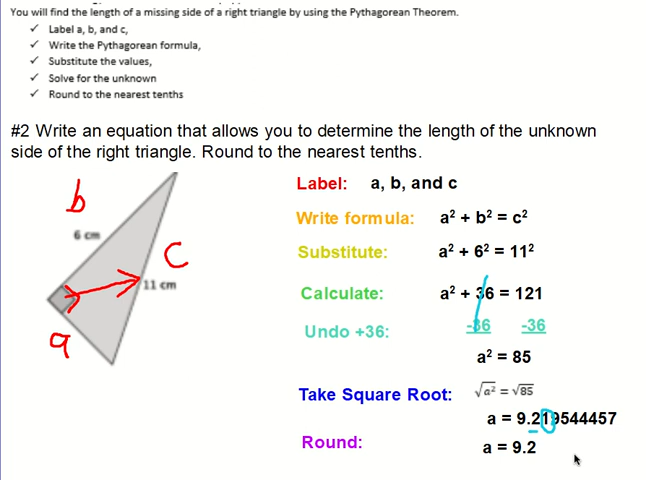 You will find the length of a missing side of a right triangle by using the Pythagorean Theorem.
✓ Label a, b, and c,
✓ Write the Pythagorean formula,
✓ Substitute the values,
✓ Solve for the unknown
✓ Round to the nearest tenths
#2 Write an equation that allows you to determine the length of the unknown
side of the right triangle. Round to the nearest tenths.
b
6 cm
c
11 cm
a
Label: a, b, and c
Write formula: a² + b² = c²
Substitute: a² + 6² = 11²
Calculate: a² + 36 = 121
Undo +36: -36 -36
a² = 85
Take Square Root: √a² = √85
a = 9.219544457
Round: a = 9.2